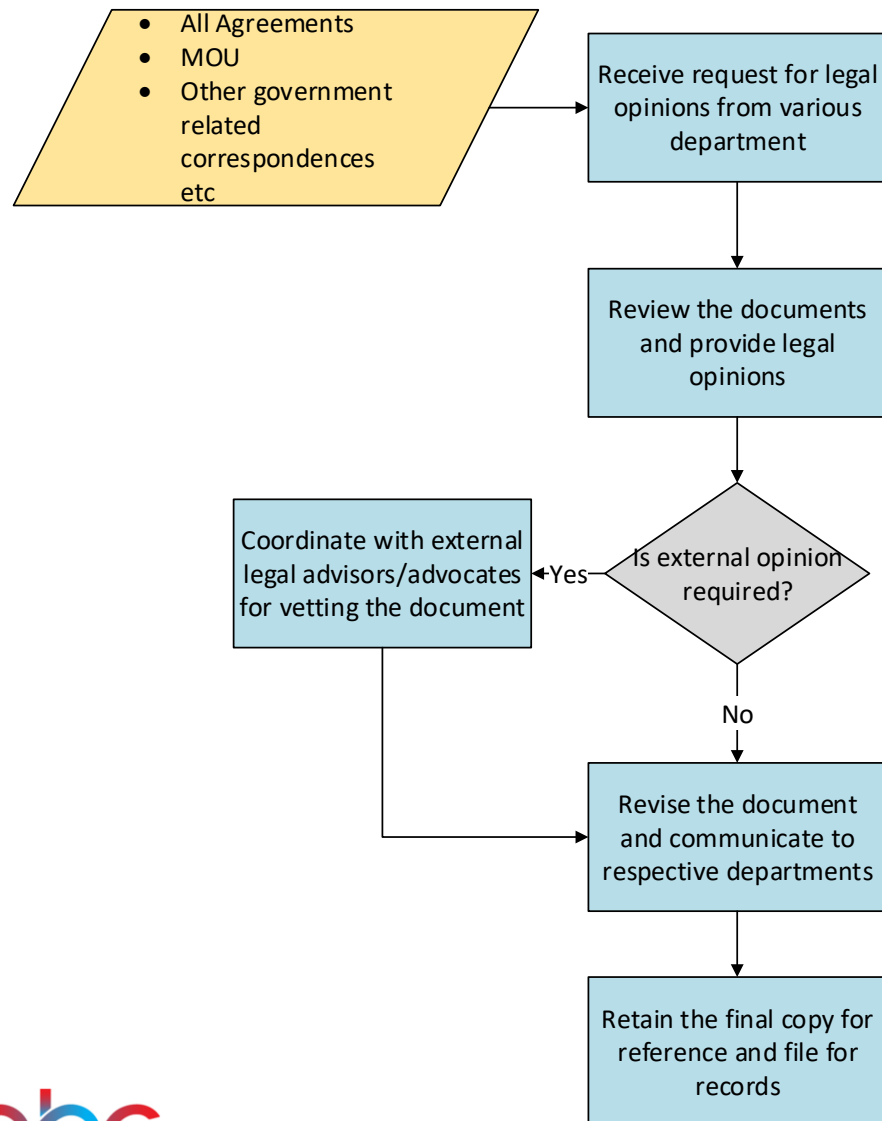 • All Agreements
• MOU
• Other government
related
correspondences
etc
Receive request for legal
opinions from various
department
Review the documents
and provide legal
opinions
Is external opinion
required?
Yes
Coordinate with external
legal advisors/advocates
for vetting the document
No
Revise the document
and communicate to
respective departments
Retain the final copy for
reference and file for
records